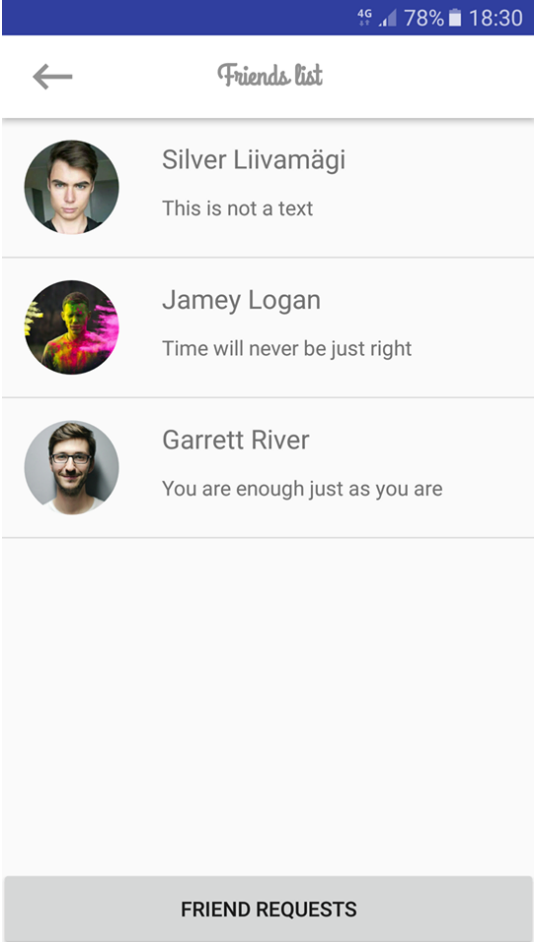 4G 78% 18:30
Friends list
Silver Liivamägi
This is not a text
Jamey Logan
Time will never be just right
Garrett River
You are enough just as you are
FRIEND REQUESTS